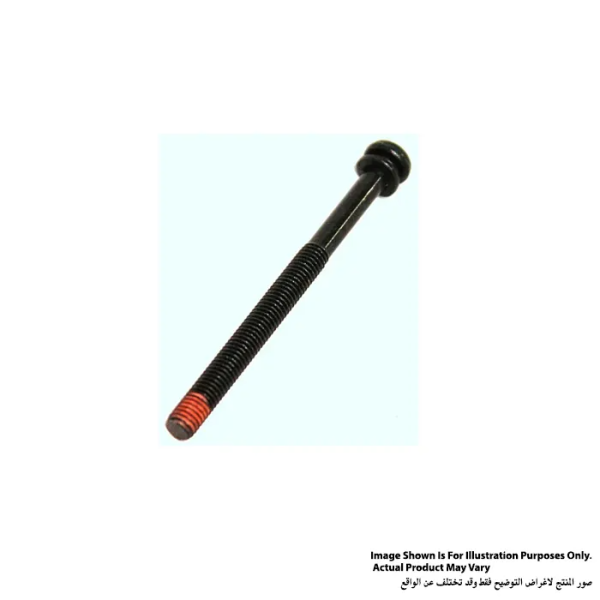 Image Shown Is For Illustration Purposes Only.
Actual Product May Vary
صور المنتج لاغراض التوضيح فقط وقد تختلف عن الواقع